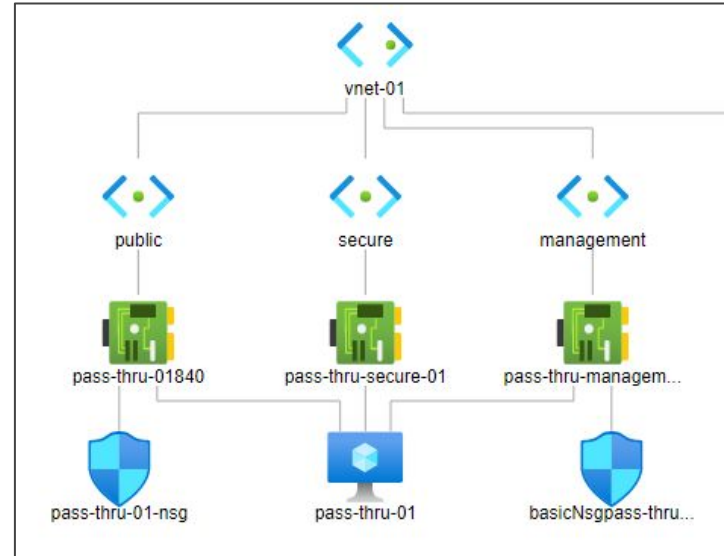 vnet-01
public
secure
management
pass-thru-01840
pass-thru-secure-01
pass-thru-managem...
pass-thru-01-nsg
pass-thru-01
basicNsgpass-thru...